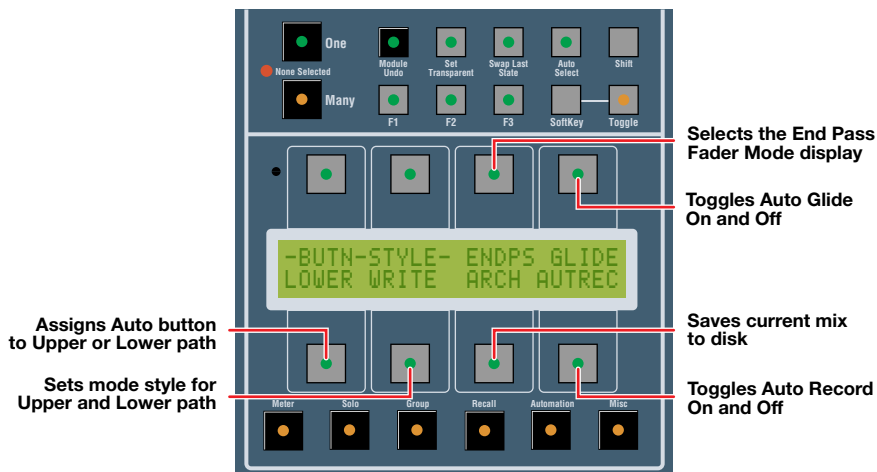 One
None Selected
Many
Module
Undo
Set
Transparent
Swap Last
State
Auto
Select
Shift
F1
F2
F3
SoftKey
Toggle
Selects the End Pass
Fader Mode display
Toggles Auto Glide
On and Off
-BUTN-STYLE- ENDPS GLIDE
LOWER WRITE ARCH AUTREC
Assigns Auto button
to Upper or Lower path
Sets mode style for
Upper and Lower path
Saves current mix
to disk
Toggles Auto Record
On and Off
Meter
Solo
Group
Recall
Automation
Misc